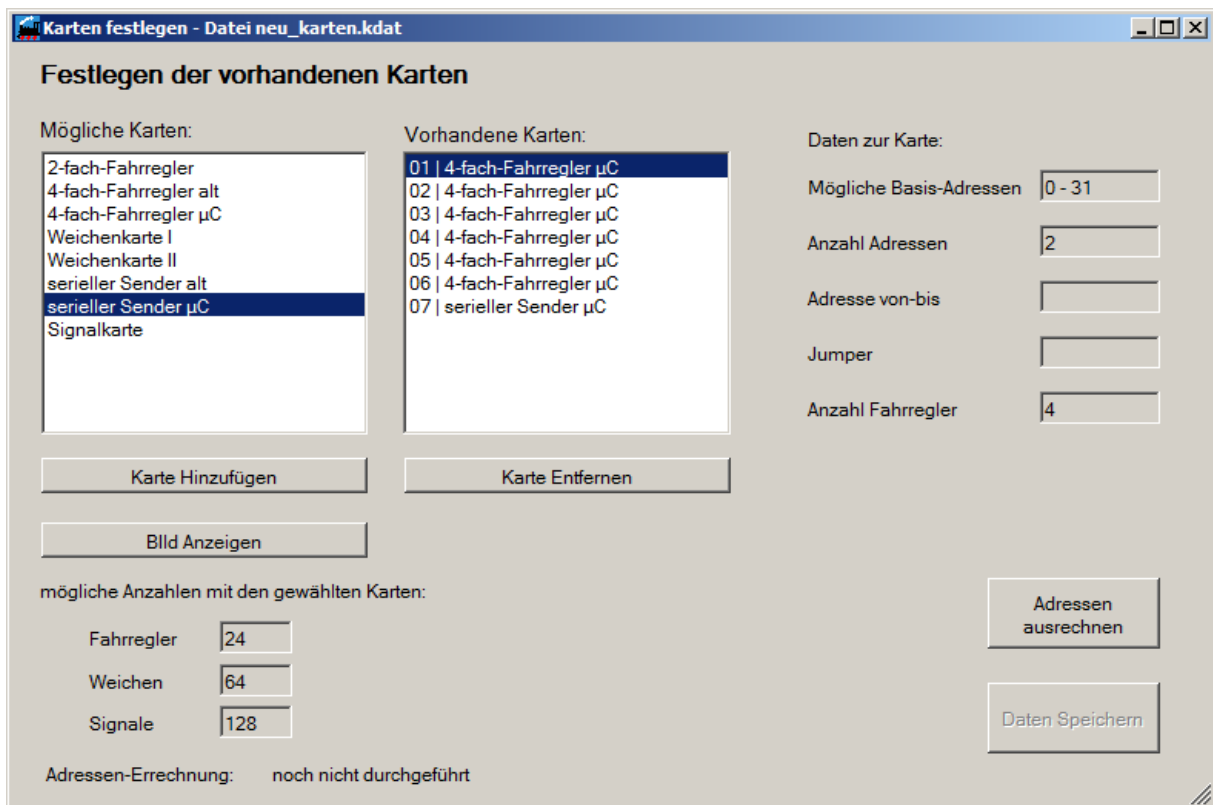 Karten festlegen - Datei neu_karten.kdat
Festlegen der vorhandenen Karten
Mögliche Karten:
2-fach-Fahrregler
4-fach-Fahrregler alt
4-fach-Fahrregler µC
Weichenkarte I
Weichenkarte II
serieller Sender alt
serieller Sender µC
Signalkarte
Vorhandene Karten:
01 | 4-fach-Fahrregler µC
02 | 4-fach-Fahrregler µC
03 | 4-fach-Fahrregler µC
04 | 4-fach-Fahrregler µC
05 | 4-fach-Fahrregler µC
06 | 4-fach-Fahrregler µC
07 | serieller Sender µC
Daten zur Karte:
Mögliche Basis-Adressen 0 - 31
Anzahl Adressen 2
Adresse von-bis
Jumper
Anzahl Fahrregler 4
Karte Hinzufügen
Karte Entfernen
BIld Anzeigen
mögliche Anzahlen mit den gewählten Karten:
Fahrregler 24
Weichen 64
Signale 128
Adressen
ausrechnen
Daten Speichern
Adressen-Errechnung: noch nicht durchgeführt